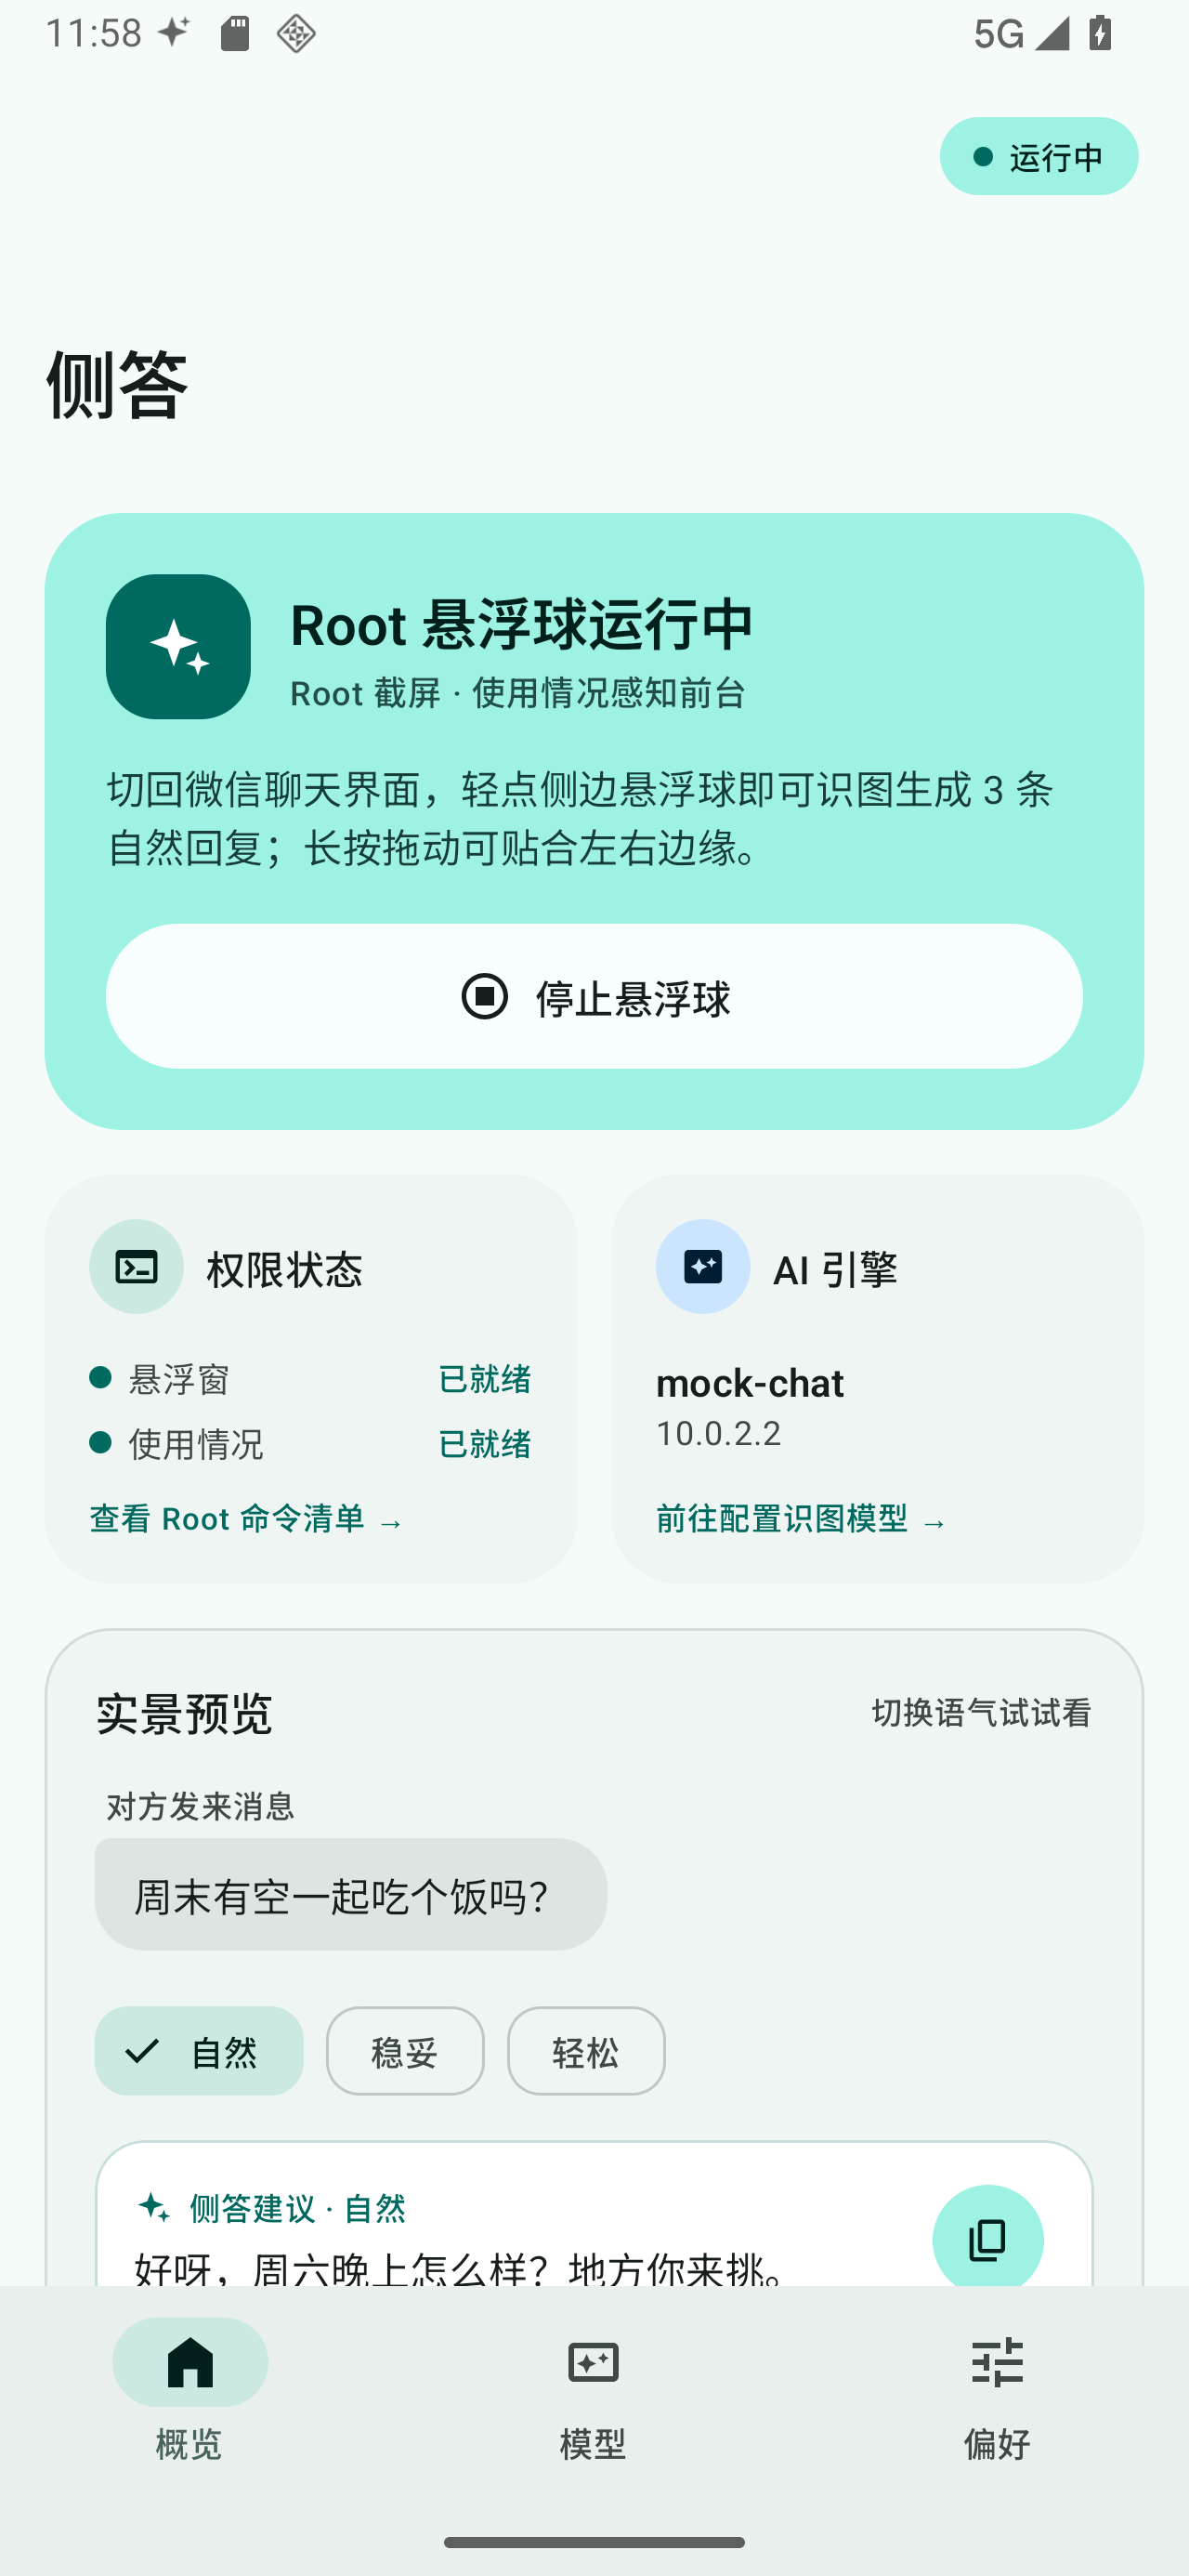 11:58
5G
运行中
侧答
Root 悬浮球运行中
Root 截屏 · 使用情况感知前台
切回微信聊天界面，轻点侧边悬浮球即可识图生成 3 条
自然回复；长按拖动可贴合左右边缘。
停止悬浮球
权限状态
悬浮窗 已就绪
使用情况 已就绪
查看 Root 命令清单 →
AI 引擎
mock-chat
10.0.2.2
前往配置识图模型 →
实景预览
切换语气试试看
对方发来消息
周末有空一起吃个饭吗？
自然 稳妥 轻松
侧答建议 · 自然
好呀，周六晚上怎么样？地方你来挑。
概览 模型 偏好